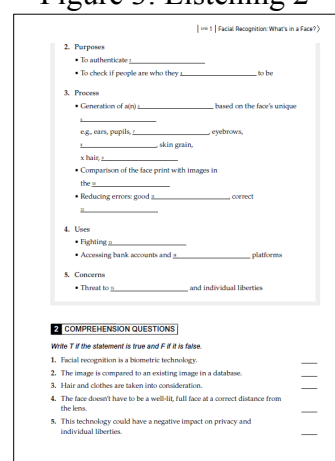 Figure 3. Listening 2
UNIT 1 | Facial Recognition: What's in a Face?
2. Purposes
• To authenticate
• To check if people are who they to be
3. Process
• Generation of a(n) based on the face's unique
e.g., ears, pupils, eyebrows,
, skin grain,
x hair,
• Comparison of the face print with images in
the
• Reducing errors: good , correct
4. Uses
• Fighting
• Accessing bank accounts and platforms
5. Concerns
• Threat to and individual liberties
2 COMPREHENSION QUESTIONS
Write T if the statement is true and F if it is false.
1. Facial recognition is a biometric technology.
2. The image is compared to an existing image in a database.
3. Hair and clothes are taken into consideration.
4. The face doesn't have to be a well-lit, full face at a correct distance from
the lens.
5. This technology could have a negative impact on privacy and
individual liberties.